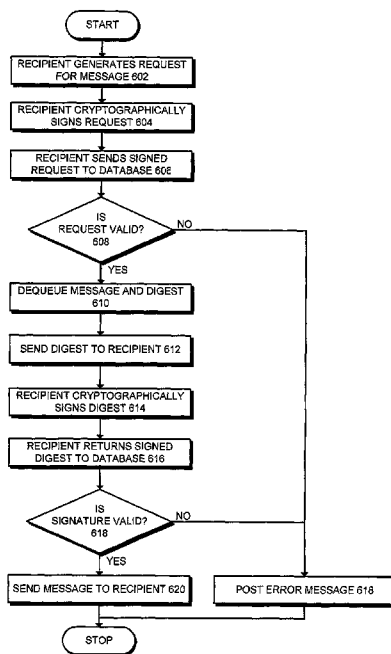 START
RECIPIENT GENERATES REQUEST
FOR MESSAGE 602
RECIPIENT CRYPTOGRAPHICALLY
SIGNS REQUEST 604
RECIPIENT SENDS SIGNED
REQUEST TO DATABASE 606
IS
REQUEST VALID?
608
NO
YES
DEQUEUE MESSAGE AND DIGEST
610
SEND DIGEST TO RECIPIENT 612
RECIPIENT CRYPTOGRAPHICALLY
SIGNS DIGEST 614
RECIPIENT RETURNS SIGNED
DIGEST TO DATABASE 616
IS
SIGNATURE VALID?
618
NO
YES
SEND MESSAGE TO RECIPIENT 620
POST ERROR MESSAGE 618
STOP